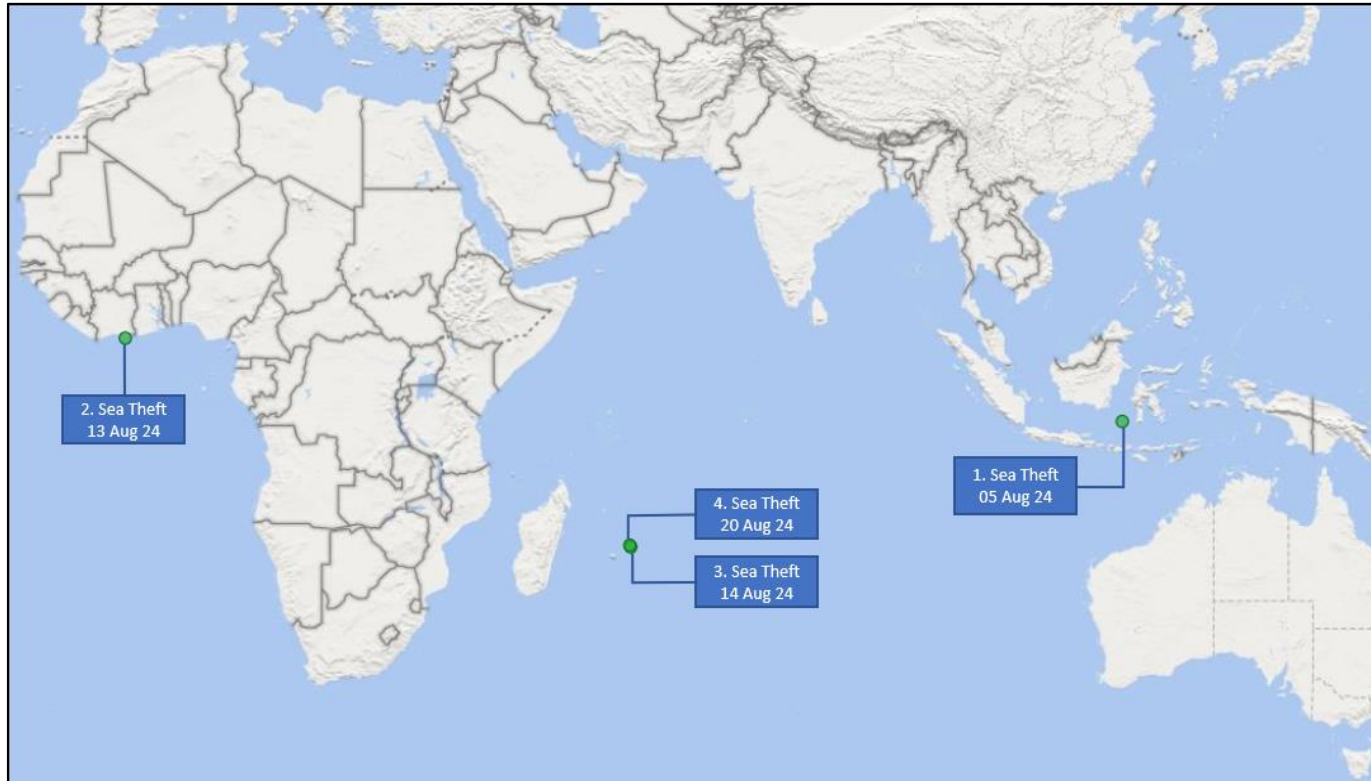 2. Sea Theft
13 Aug 24
4. Sea Theft
20 Aug 24
3. Sea Theft
14 Aug 24
1. Sea Theft
05 Aug 24